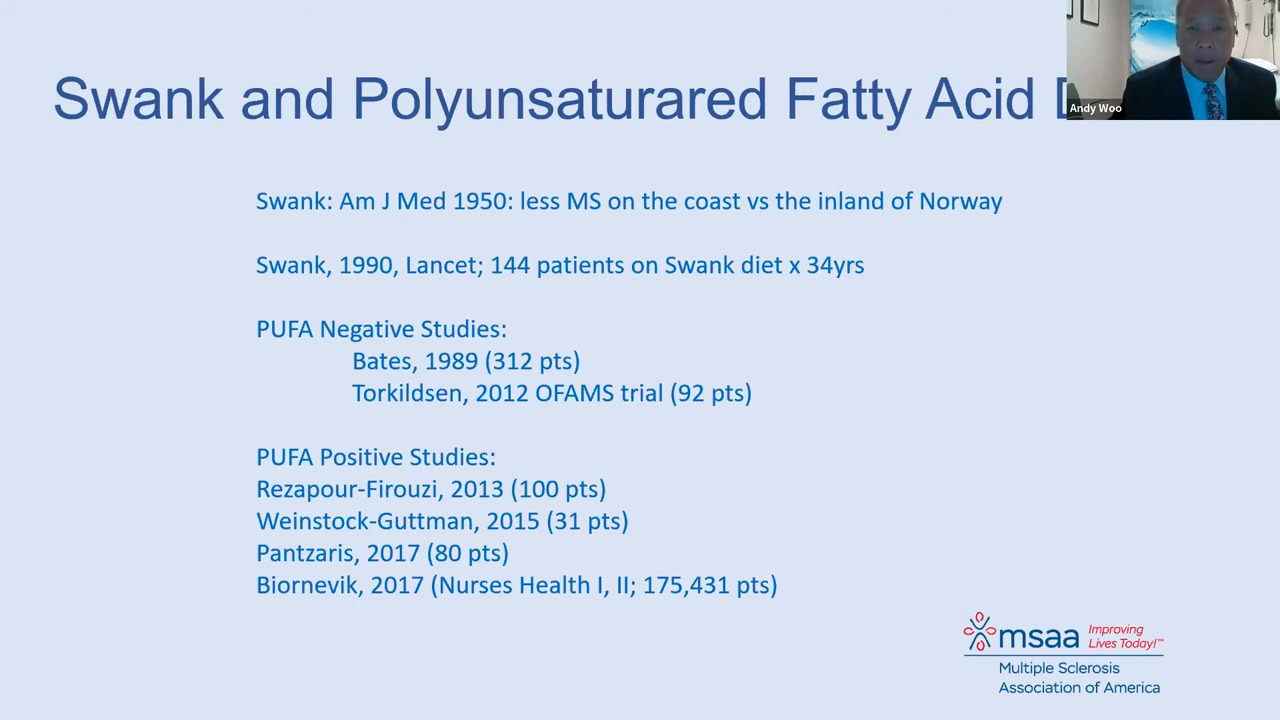 Swank and Polyunsaturared Fatty Acid
Andy Woo
Swank: Am J Med 1950: less MS on the coast vs the inland of Norway
Swank, 1990, Lancet; 144 patients on Swank diet x 34yrs
PUFA Negative Studies:
Bates, 1989 (312 pts)
Torkildsen, 2012 OFAMS trial (92 pts)
PUFA Positive Studies:
Rezapour-Firouzi, 2013 (100 pts)
Weinstock-Guttman, 2015 (31 pts)
Pantzaris, 2017 (80 pts)
Biornevik, 2017 (Nurses Health I, II; 175,431 pts)
msaa Improving
Lives Today!™
Multiple Sclerosis
Association of America